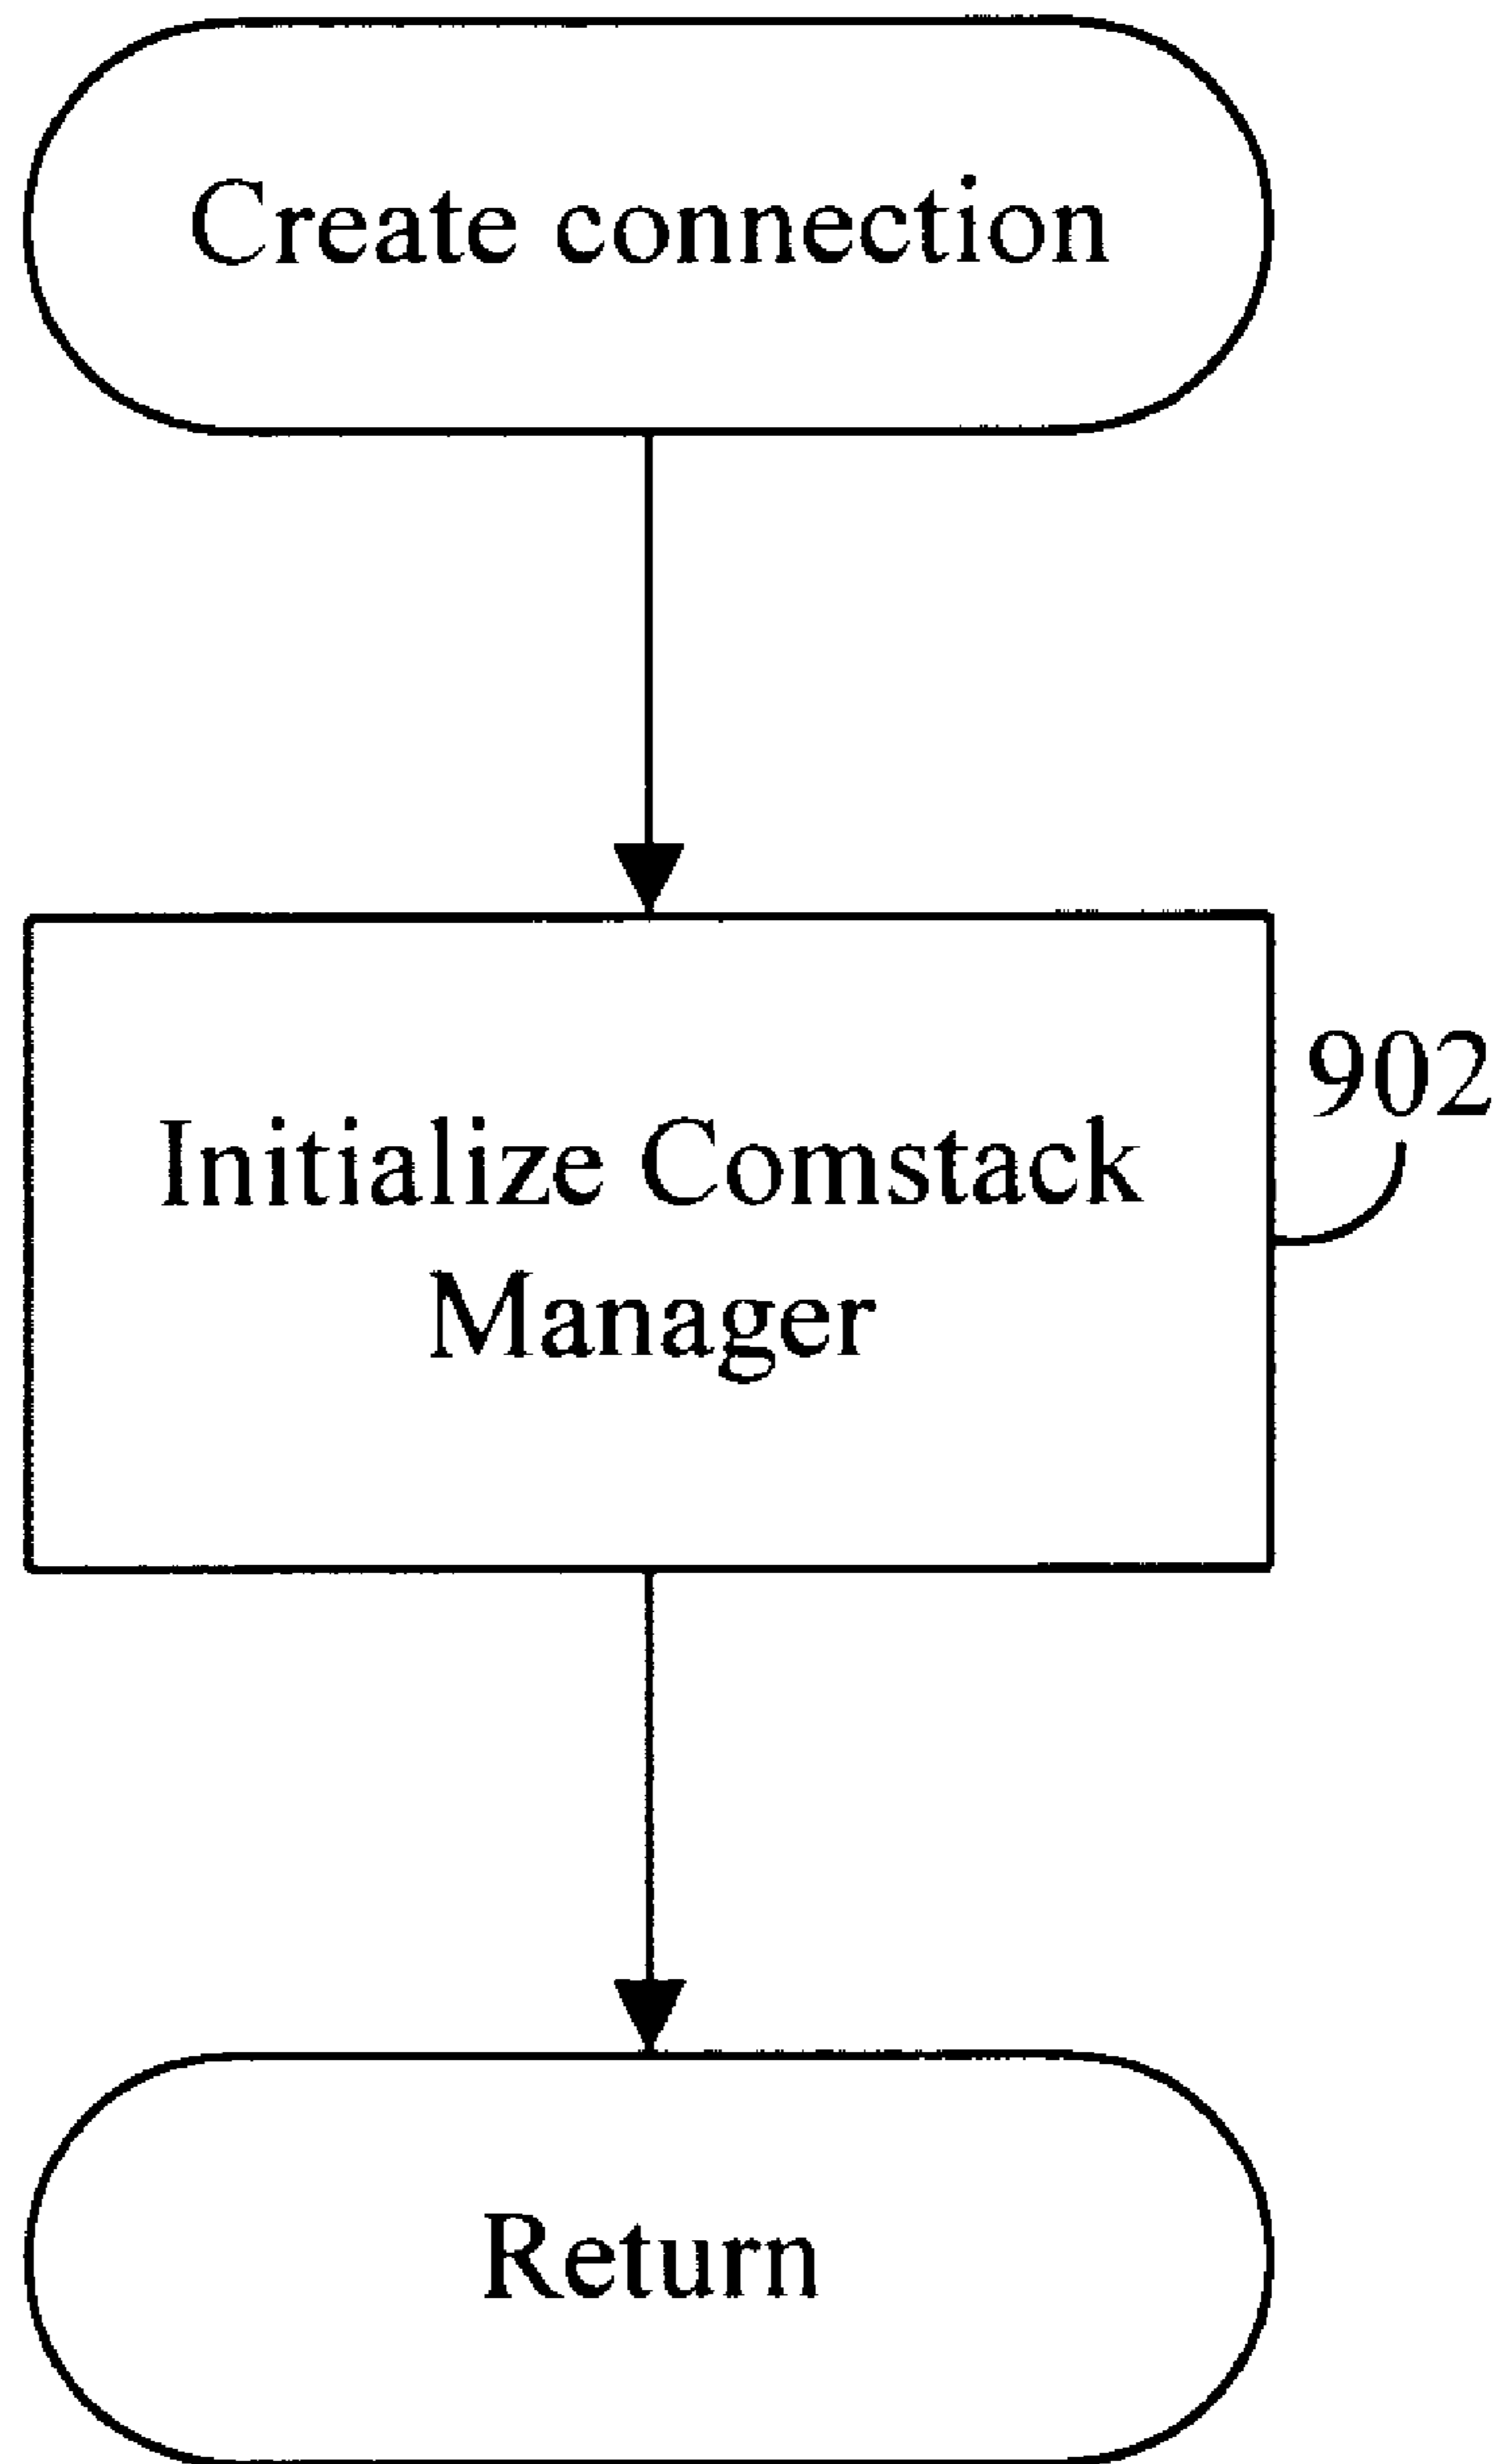 Create connection
902
Initialize Comstack
Manager
Return